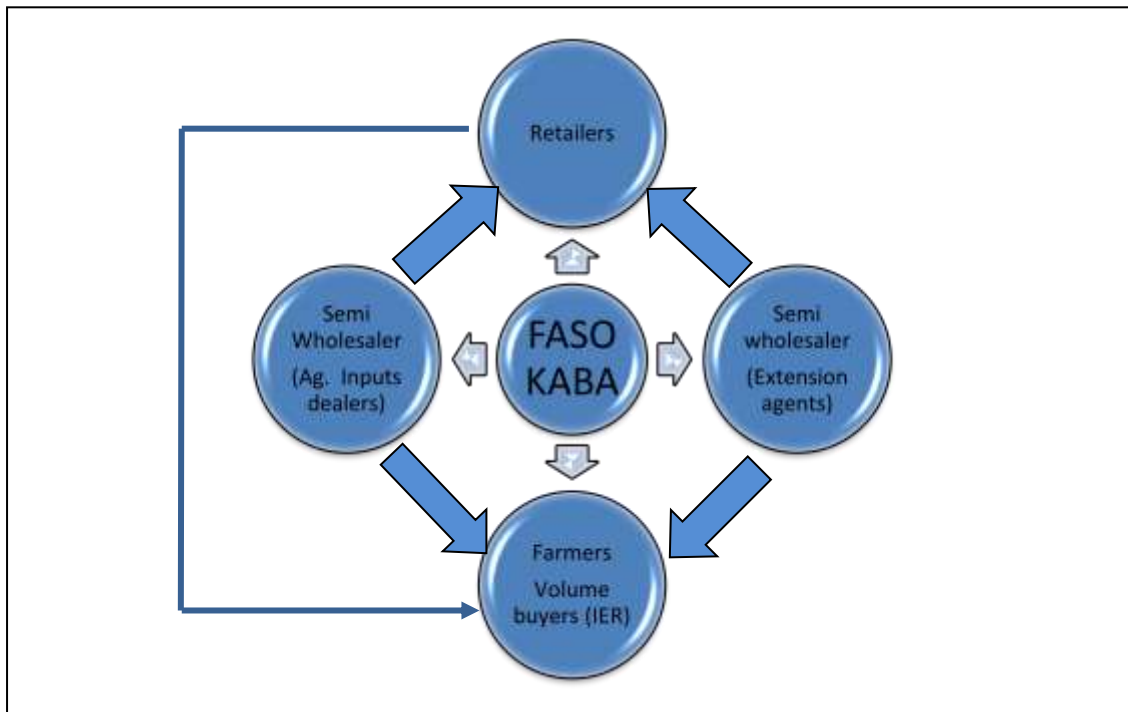 Retailers
Semi
Wholesaler
(Ag. Inputs
dealers)
FASO
KABA
Semi
wholesaler
(Extension
agents)
Farmers
Volume
buyers (IER)